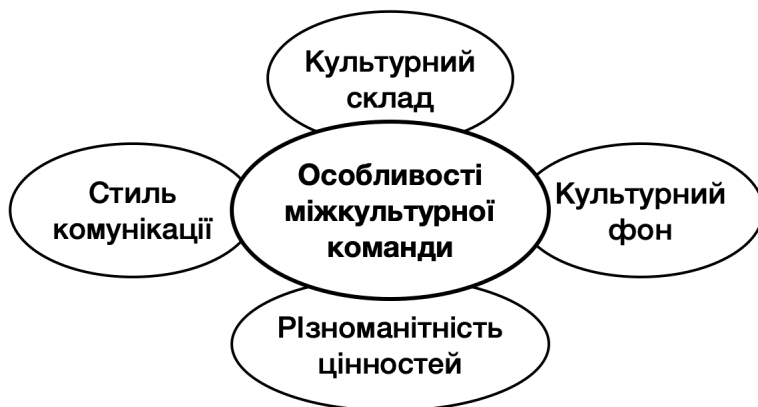 Культурний
склад
Стиль
комунікації
Особливості
міжкультурної
команди
Культурний
фон
РІзноманітність
цінностей